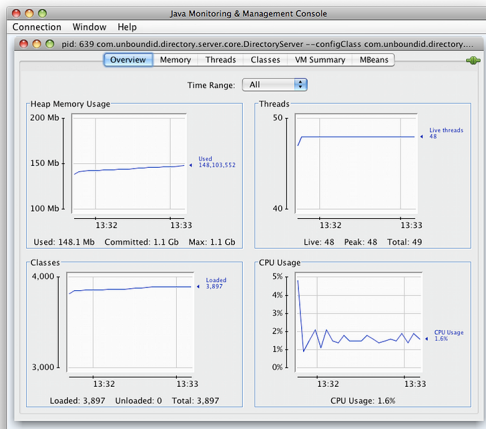 Java Monitoring & Management Console
Connection Window Help
pid: 639 com.unboundid.directory.server.core.DirectoryServer --configClass com.unboundid.directory....
Overview Memory Threads Classes VM Summary MBeans
Time Range: All
Heap Memory Usage
200 Mb
150 Mb
100 Mb
Used
148,103,552
13:32 13:33
Used: 148.1 Mb Committed: 1.1 Gb Max: 1.1 Gb
Threads
50
40
Live threads
48
13:32 13:33
Live: 48 Peak: 48 Total: 49
Classes
4,000
3,000
Loaded
3,897
13:32 13:33
Loaded: 3,897 Unloaded: 0 Total: 3,897
CPU Usage
5%
4%
3%
2%
1%
0%
CPU Usage
1.6%
13:32 13:33
CPU Usage: 1.6%